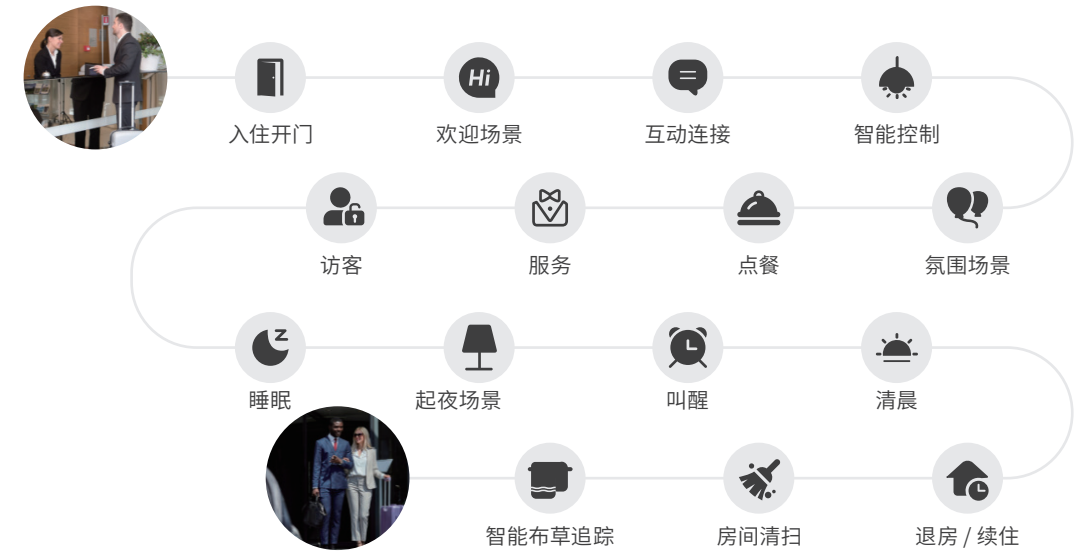 入住开门
Hi
欢迎场景
互动连接
智能控制
访客
服务
点餐
氛围场景
Z
睡眠
起夜场景
叫醒
清晨
智能布草追踪
房间清扫
退房 / 续住